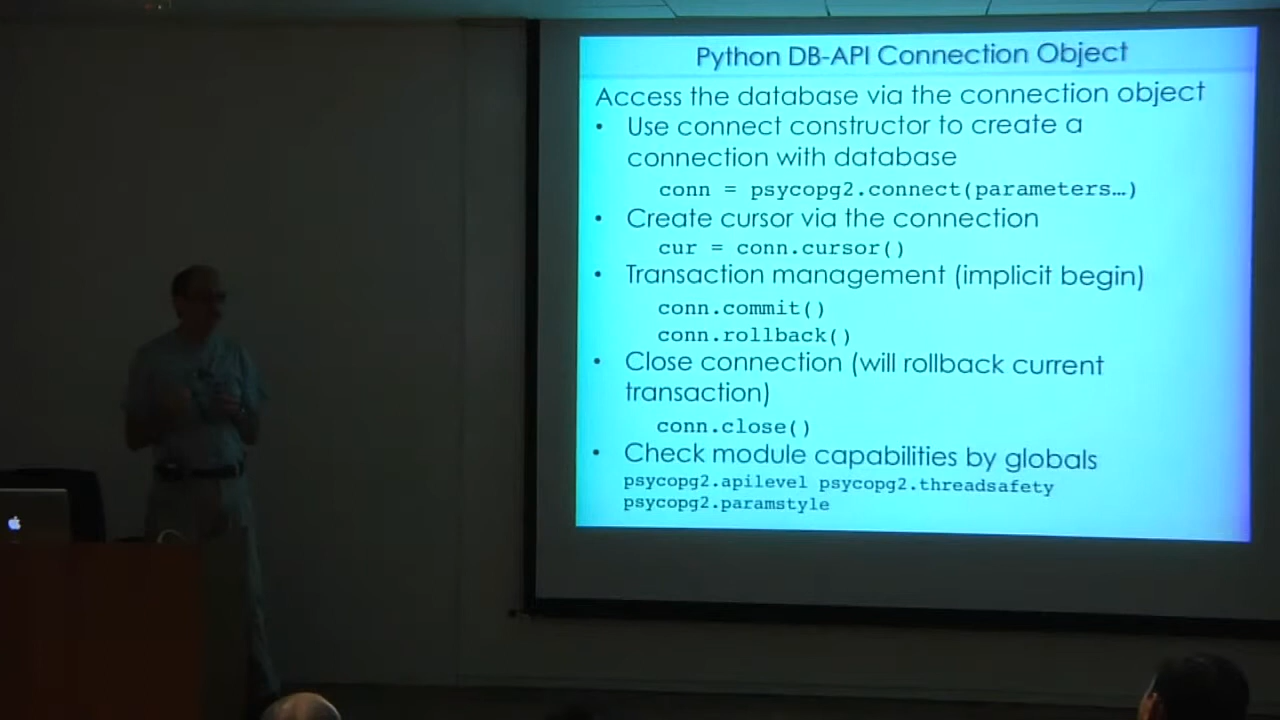 Python DB-API Connection Object
Access the database via the connection object
• Use connect constructor to create a
connection with database
conn = psycopg2.connect(parameters…)
• Create cursor via the connection
cur = conn.cursor()
• Transaction management (implicit begin)
conn.commit()
conn.rollback()
• Close connection (will rollback current
transaction)
conn.close()
• Check module capabilities by globals
psycopg2.apilevel psycopg2.threadsafety
psycopg2.paramstyle